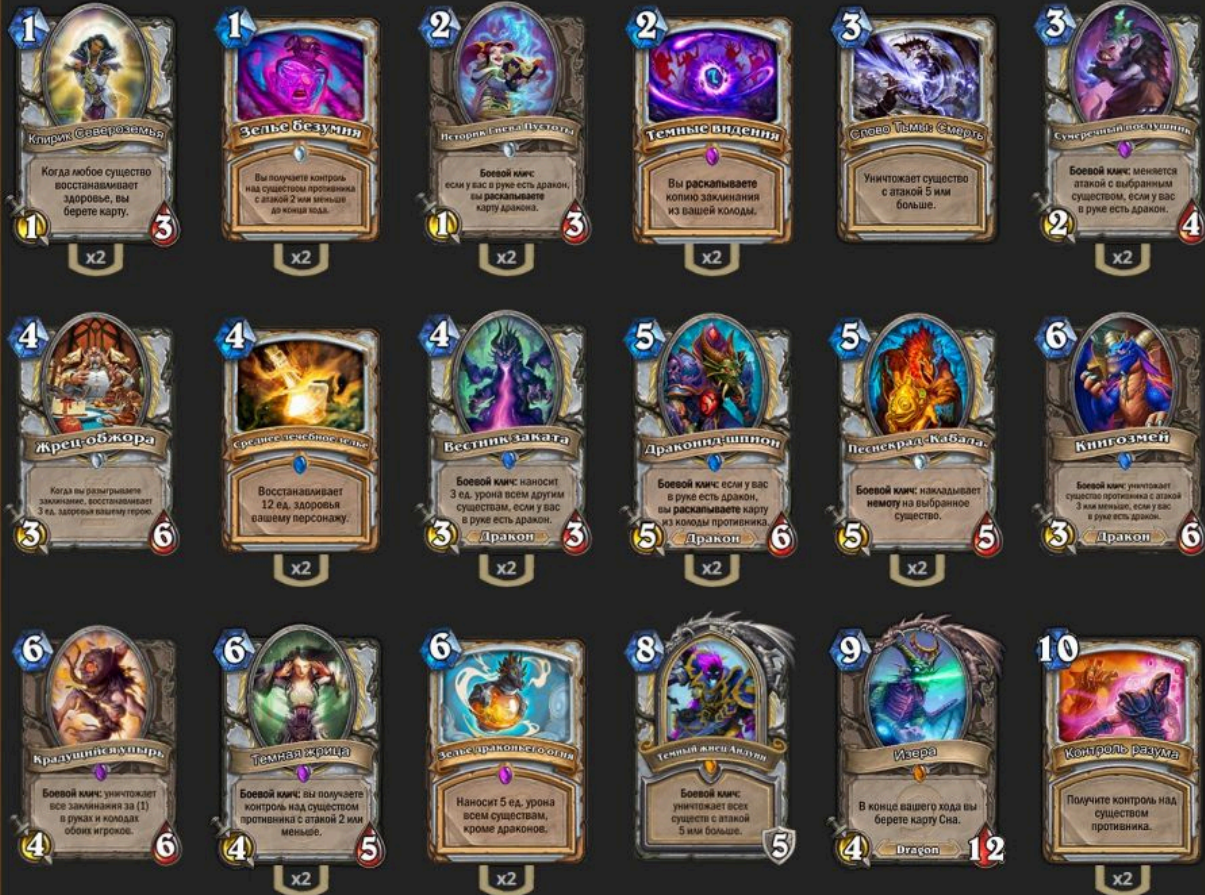 1
Клирик Североземья
Когда любое существо
восстанавливает
здоровье, вы
берете карту.
1
3
x2
1
Зелье безумия
Вы получаете контроль
над существом противника
с атакой 2 или меньше
до конца хода.
x2
2
Историк Гнева Пустоты
Боевой клич:
если у вас в руке есть дракон,
вы раскапываете
карту дракона.
1
3
x2
2
Темные видения
Вы раскапываете
копию заклинания
из вашей колоды.
x2
3
Слово Тьмы: Смерть
Уничтожает существо
с атакой 5 или
больше.
3
Сумеречный послушник
Боевой клич: меняется
атакой с выбранным
существом, если у вас
в руке есть дракон.
2
4
x2
4
Жрец-обжора
Когда вы разыгрываете
заклинание, восстанавливает
3 ед. здоровья вашему герою.
3
6
4
Среднее лечебное зелье
Восстанавливает
12 ед. здоровья
вашему персонажу.
x2
4
Вестник заката
Боевой клич: наносит
3 ед. урона всем другим
существам, если у вас
в руке есть дракон.
3
Дракон
3
x2
5
Драконид-шпион
Боевой клич: если у вас
в руке есть дракон,
вы раскапываете карту
из колоды противника.
5
Дракон
6
x2
5
Песнекрад Кабала
Боевой клич: накладывает
немоту на выбранное
существо.
5
5
x2
6
Книгозмей
Боевой клич: уничтожает
существо противника с атакой
3 или меньше, если у вас
в руке есть дракон.
3
Дракон
6
6
Крадущийся упырь
Боевой клич: уничтожает
все заклинания за (1)
в руках и колодах
обоих игроков.
4
6
6
Темная жрица
Боевой клич: вы получаете
контроль над существом
противника с атакой 2 или
меньше.
4
5
x2
6
Зелье драконьего огня
Наносит 5 ед. урона
всем существам,
кроме драконов.
x2
8
Темный жнец Андуин
Боевой клич:
уничтожает всех
существ с атакой
5 или больше.
5
9
Изера
В конце вашего хода вы
берете карту Сна.
4
Dragon
12
10
Контроль разума
Получите контроль над
существом
противника.
x2